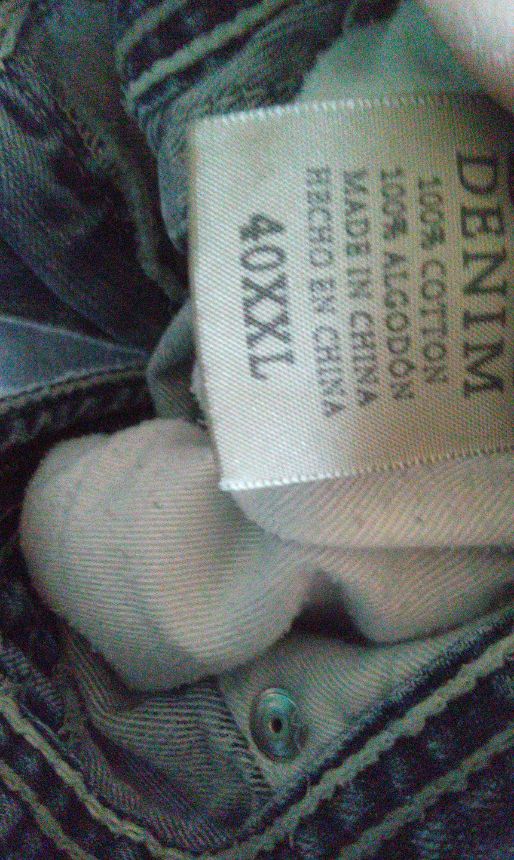 DENIM
100% COTTON
100% ALGODÓN
MADE IN CHINA
HECHO EN CHINA
40XXL